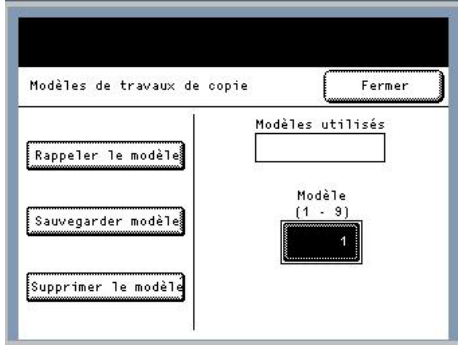 Modèles de travaux de copie
Fermer
Modèles utilisés
Rappeler le modèle
Modèle
(1 - 9)
Sauvegarder modèle
1
Supprimer le modèle